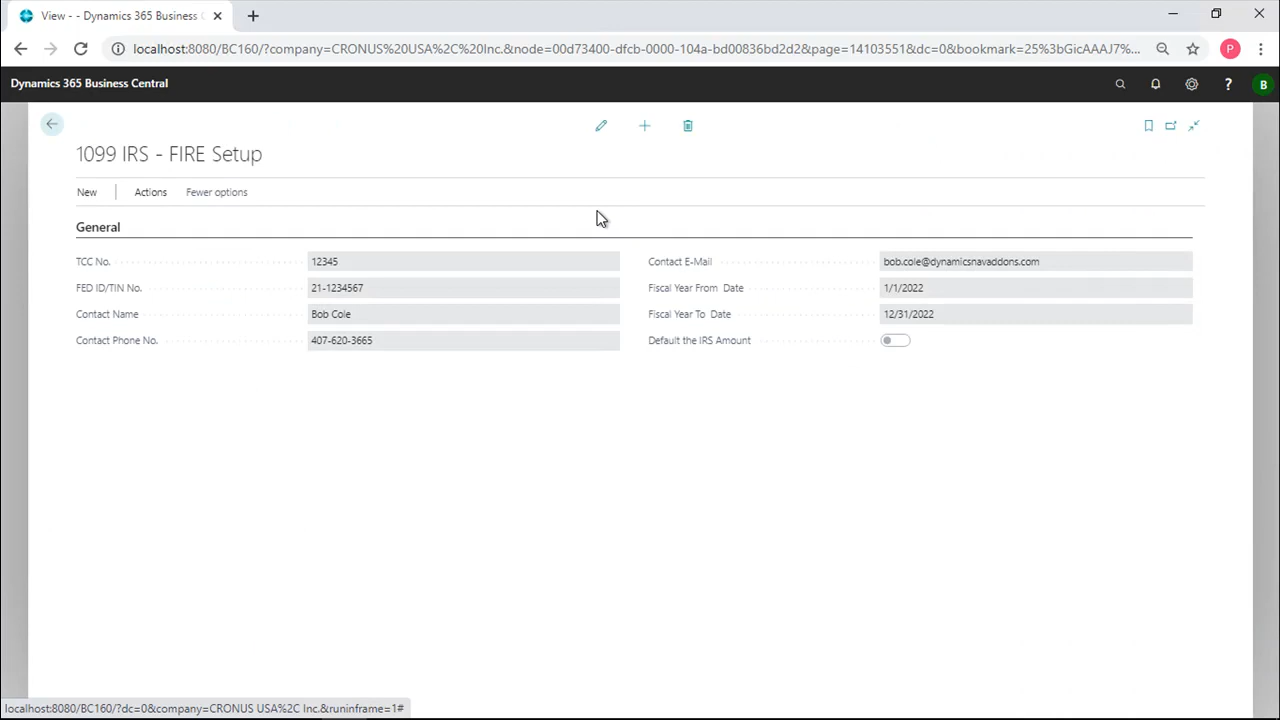 View - - Dynamics 365 Business C
localhost:8080/BC160/?company=CRONUS%20USA%2C%20Inc.&node=00d73400-dfcb-0000-104a-bd00836bd2d2&page=14103551&dc=0&bookmark=25%3bGicAAAJ7%...
P
Dynamics 365 Business Central
?
B
1099 IRS - FIRE Setup
New
Actions
Fewer options
General
TCC No.
12345
Contact E-Mail
bob.cole@dynamicsnavaddons.com
FED ID/TIN No.
21-1234567
Fiscal Year From Date
1/1/2022
Contact Name
Bob Cole
Fiscal Year To Date
12/31/2022
Contact Phone No.
407-620-3665
Default the IRS Amount
localhost:8080/BC160/?dc=0&company=CRONUS USA%2C Inc.&runinframe=1#